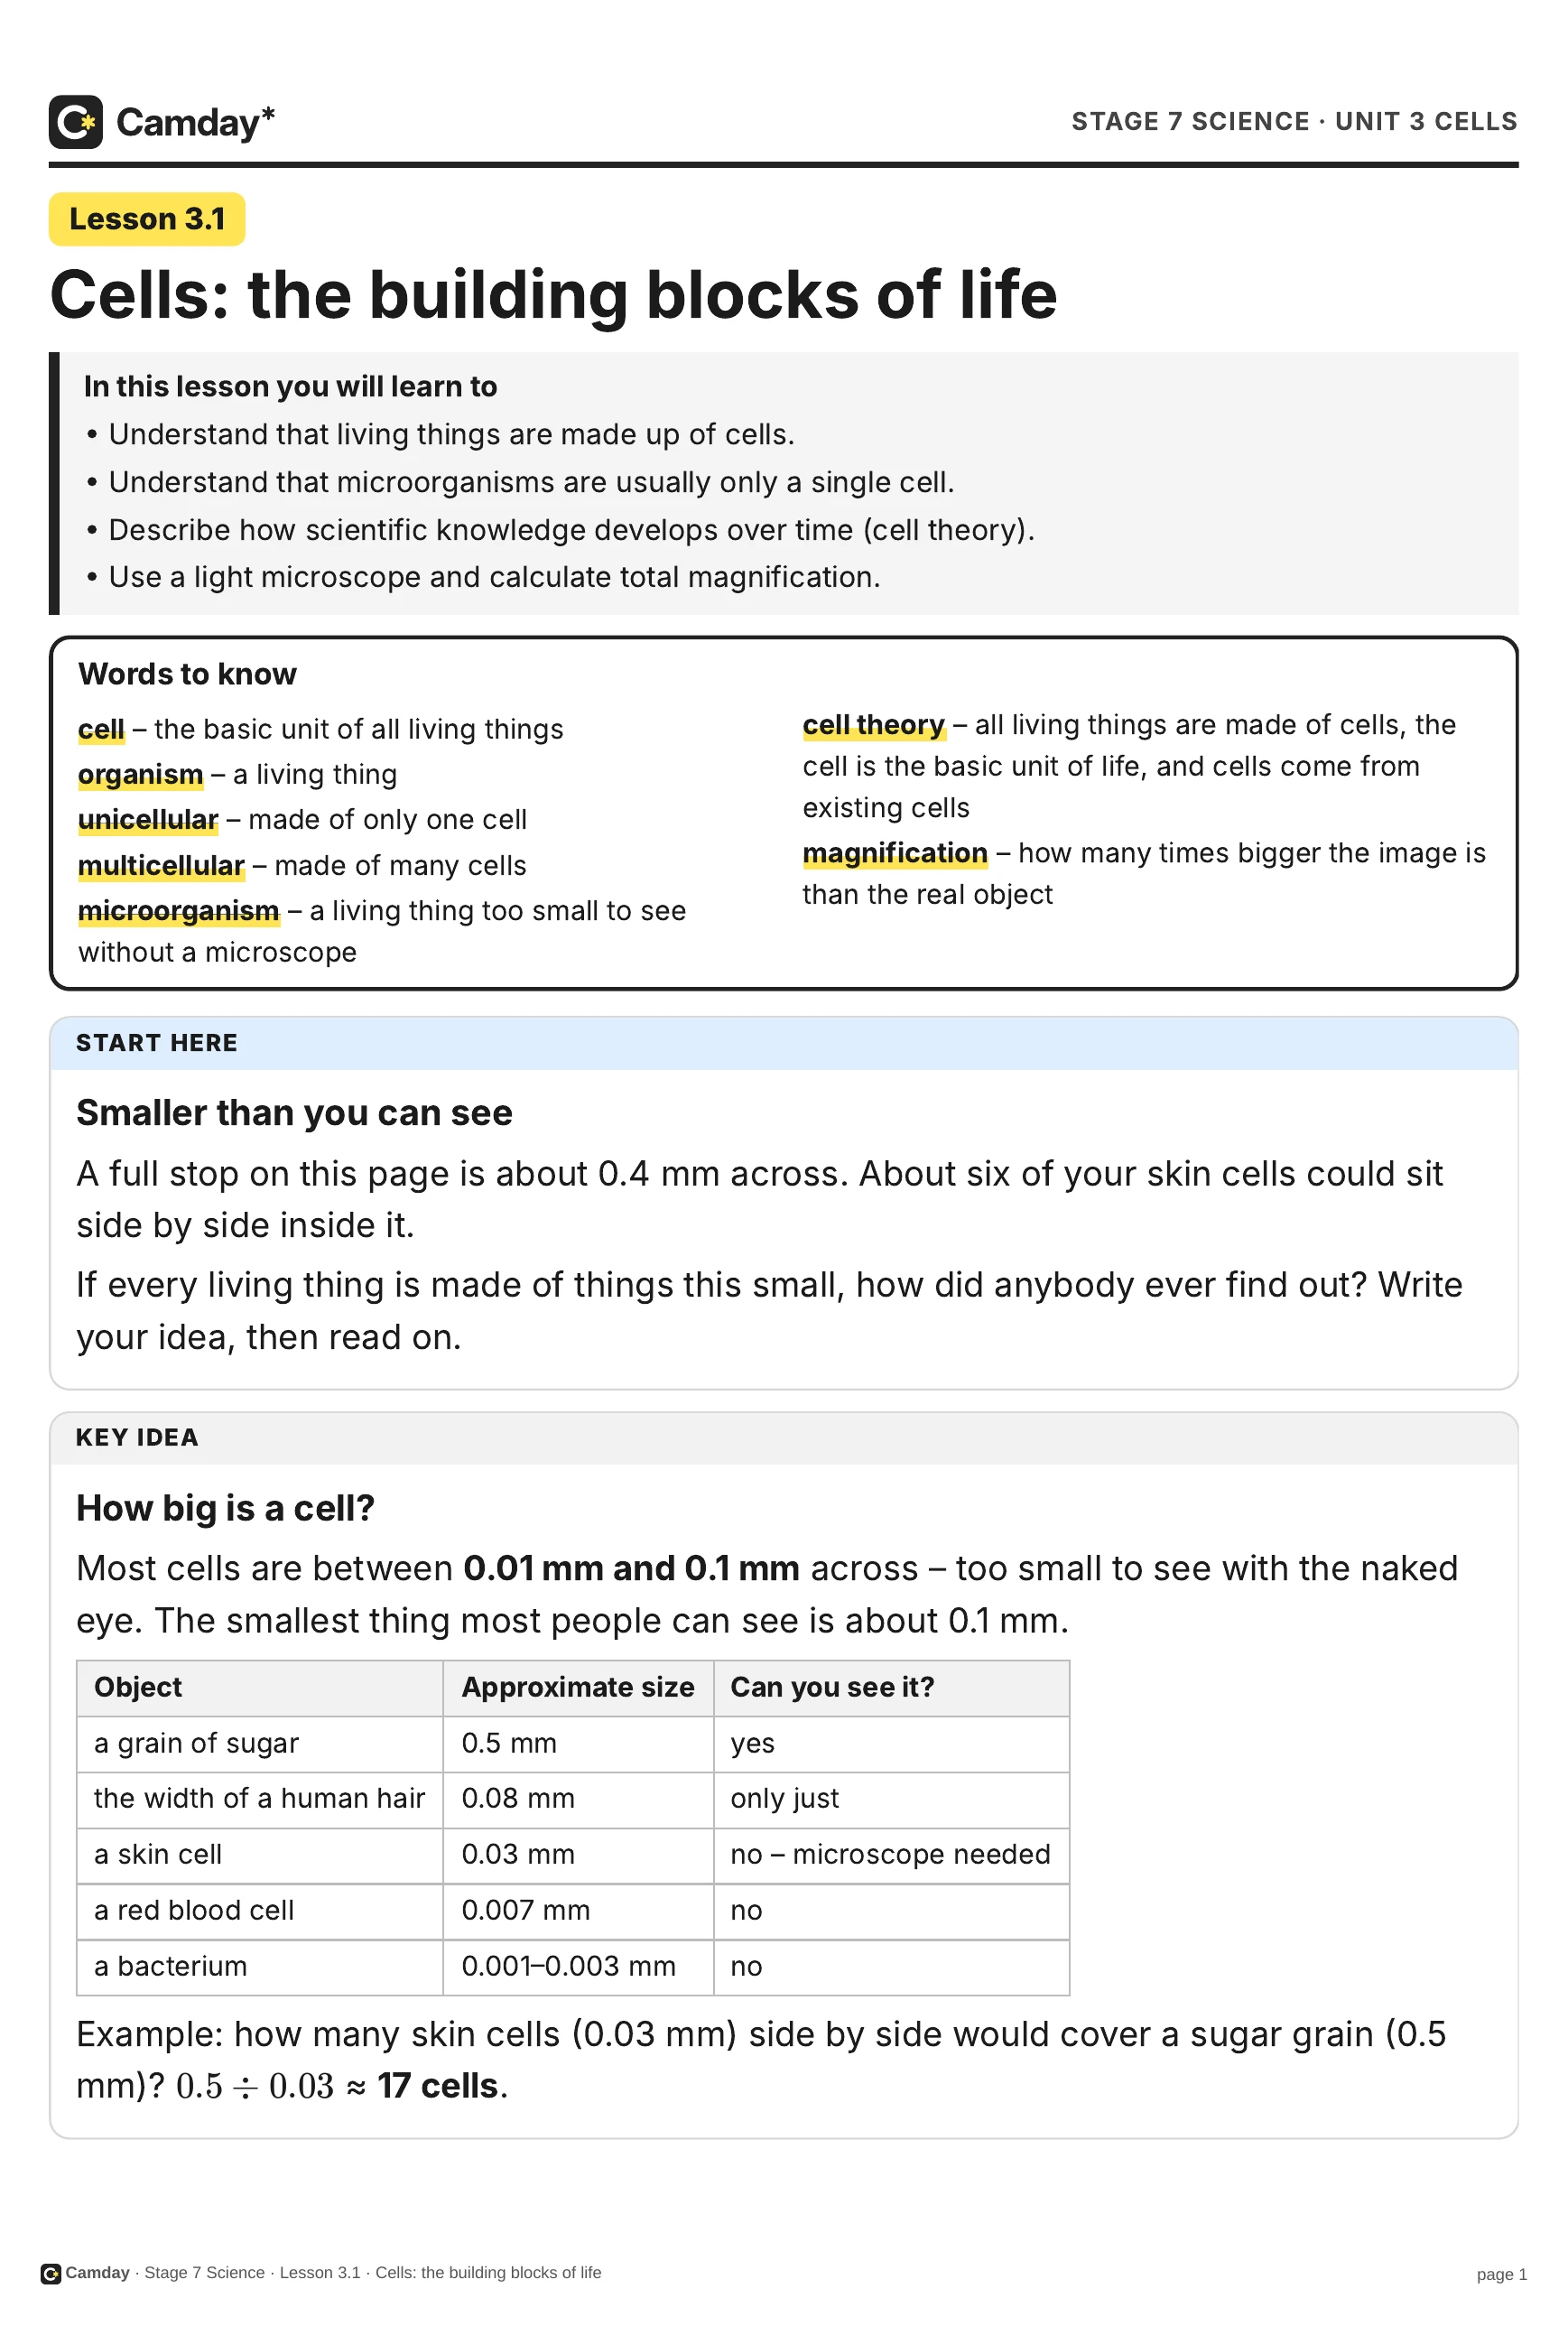 Camday*
STAGE 7 SCIENCE · UNIT 3 CELLS
Lesson 3.1
Cells: the building blocks of life
In this lesson you will learn to
• Understand that living things are made up of cells.
• Understand that microorganisms are usually only a single cell.
• Describe how scientific knowledge develops over time (cell theory).
• Use a light microscope and calculate total magnification.
Words to know
cell – the basic unit of all living things
organism – a living thing
unicellular – made of only one cell
multicellular – made of many cells
microorganism – a living thing too small to see
without a microscope
cell theory – all living things are made of cells, the
cell is the basic unit of life, and cells come from
existing cells
magnification – how many times bigger the image is
than the real object
START HERE
Smaller than you can see
A full stop on this page is about 0.4 mm across. About six of your skin cells could sit
side by side inside it.
If every living thing is made of things this small, how did anybody ever find out? Write
your idea, then read on.
KEY IDEA
How big is a cell?
Most cells are between 0.01 mm and 0.1 mm across – too small to see with the naked
eye. The smallest thing most people can see is about 0.1 mm.
Object Approximate size Can you see it?
a grain of sugar 0.5 mm yes
the width of a human hair 0.08 mm only just
a skin cell 0.03 mm no – microscope needed
a red blood cell 0.007 mm no
a bacterium 0.001–0.003 mm no
Example: how many skin cells (0.03 mm) side by side would cover a sugar grain (0.5
mm)? 0.5 ÷ 0.03 ≈ 17 cells.
Camday · Stage 7 Science · Lesson 3.1 · Cells: the building blocks of life
page 1